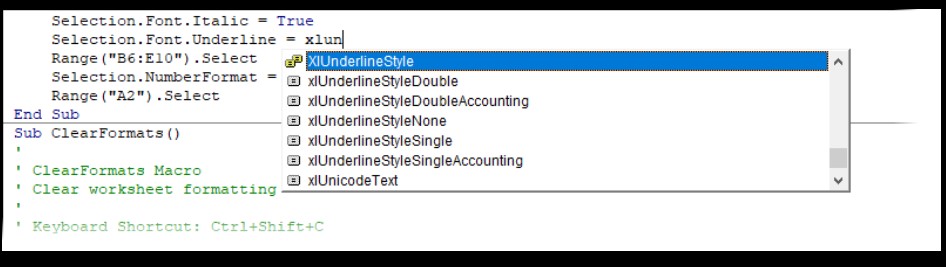 Selection.Font.Italic = True
Selection.Font.Underline = xlun
Range("B6:E10").Select
Selection.NumberFormat =
Range("A2").Select
End Sub
Sub ClearFormats()
'
' ClearFormats Macro
' Clear worksheet formatting
'
' Keyboard Shortcut: Ctrl+Shift+C
XlUnderlineStyle
xlUnderlineStyleDouble
xlUnderlineStyleDoubleAccounting
xlUnderlineStyleNone
xlUnderlineStyleSingle
xlUnderlineStyleSingleAccounting
xlUnicodeText